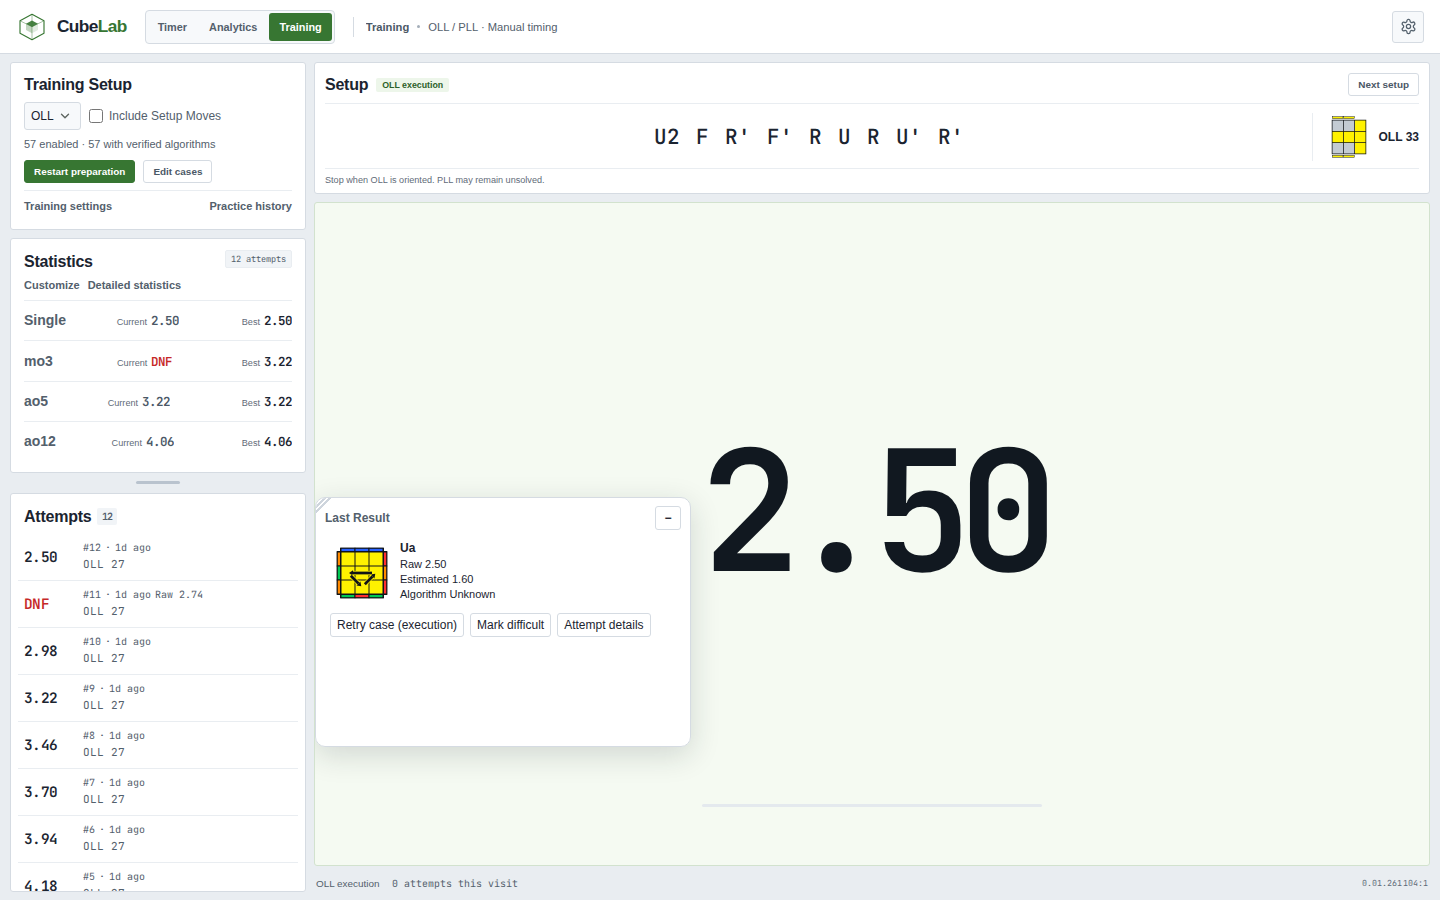 CubeLab
Timer Analytics Training
Training • OLL / PLL · Manual timing
Training Setup
OLL Include Setup Moves
57 enabled · 57 with verified algorithms
Restart preparation Edit cases
Training settings Practice history
Statistics 12 attempts
Customize Detailed statistics
Single Current 2.50 Best 2.50
mo3 Current DNF Best 3.22
ao5 Current 3.22 Best 3.22
ao12 Current 4.06 Best 4.06
Attempts 12
2.50 #12 · 1d ago
OLL 27
DNF #11 · 1d ago Raw 2.74
OLL 27
2.98 #10 · 1d ago
OLL 27
3.22 #9 · 1d ago
OLL 27
3.46 #8 · 1d ago
OLL 27
3.70 #7 · 1d ago
OLL 27
3.94 #6 · 1d ago
OLL 27
4.18 #5 · 1d ago
OLL 27
Setup OLL execution Next setup
U2 F R' F' R U R U' R'
OLL 33
Stop when OLL is oriented. PLL may remain unsolved.
2.50
Last Result –
Ua
Raw 2.50
Estimated 1.60
Algorithm Unknown
Retry case (execution) Mark difficult Attempt details
OLL execution 0 attempts this visit
0.01.261104:1